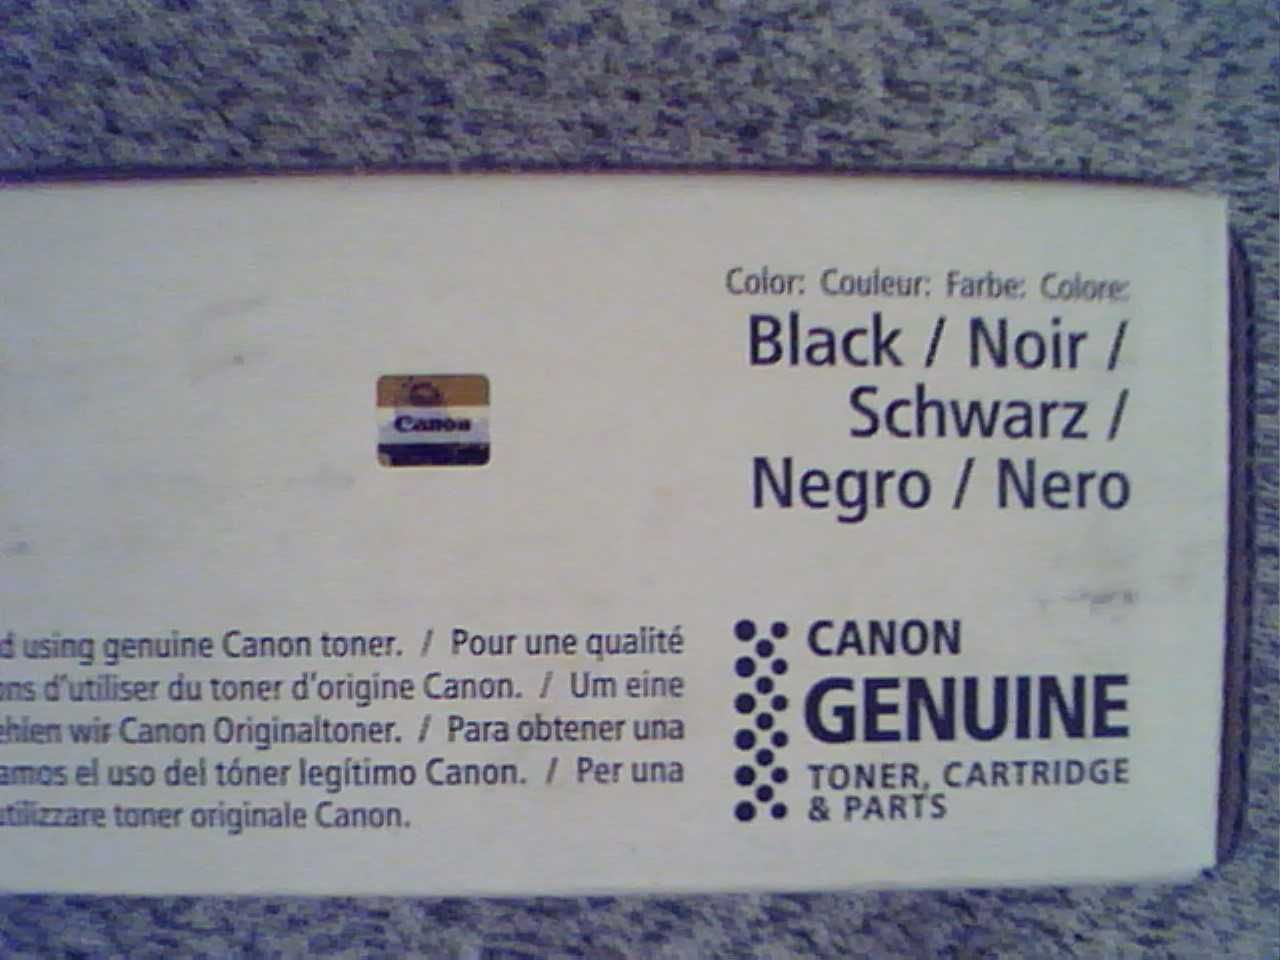 Color: Couleur: Farbe: Colore:
Black / Noir /
Schwarz /
Negro / Nero
Canon
d using genuine Canon toner. / Pour une qualité
ons d'utiliser du toner d'origine Canon. / Um eine
ehlen wir Canon Originaltoner. / Para obtener una
amos el uso del tóner legítimo Canon. / Per una
utilizzare toner originale Canon.
CANON
GENUINE
TONER, CARTRIDGE
& PARTS